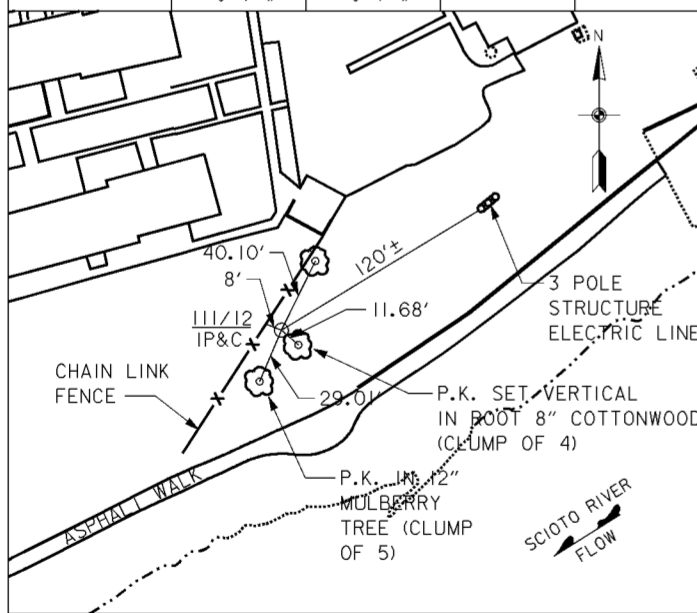 N
40.10'
120'±
8'
11.68'
111/12
IP&C
3 POLE
STRUCTURE
ELECTRIC LINE
CHAIN LINK
FENCE
29.01'
P.K. SET VERTICAL
IN ROOT 8" COTTONWOOD
(CLUMP OF 4)
P.K. IN 12"
MULBERRY
TREE (CLUMP
OF 5)
ASPHALT WALK
SCIOTO RIVER
FLOW